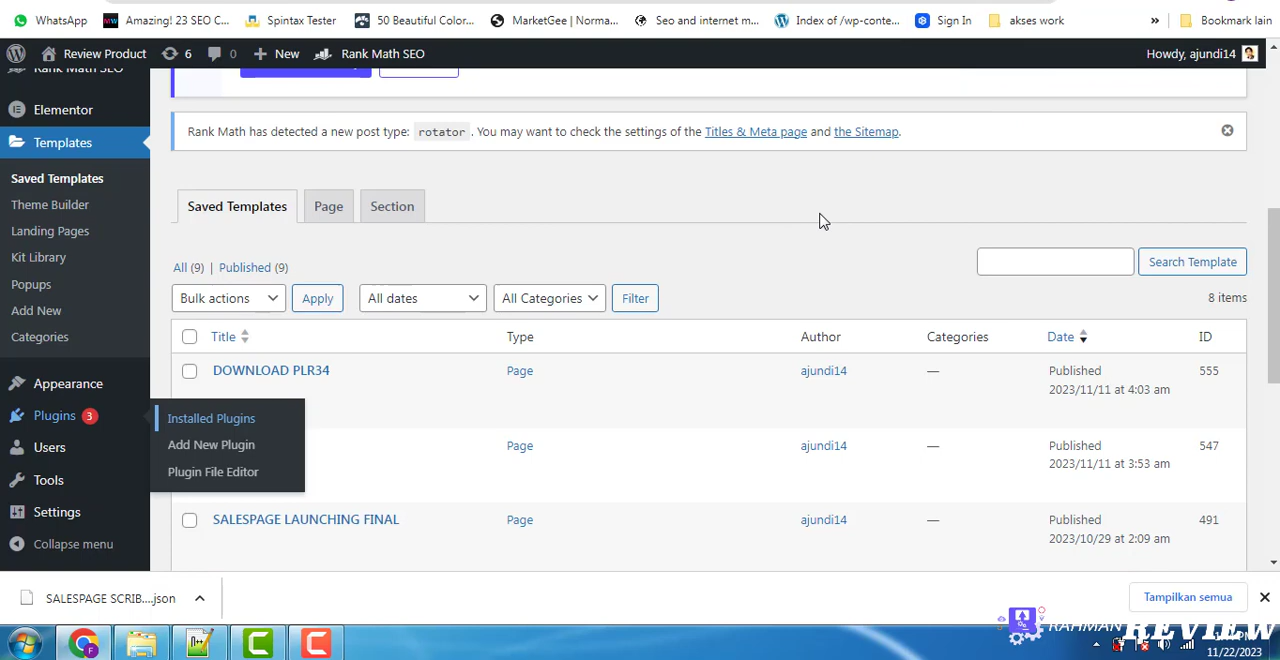 WhatsApp Amazing! 23 SEO C... Spintax Tester 50 Beautiful Color... MarketGee | Norma... Seo and internet m... Index of /wp-conte... Sign In akses work » Bookmark lain
Review Product 6 0 New Rank Math SEO Howdy, ajundi14
Rank Math SEO
Elementor
Templates
Saved Templates
Theme Builder
Landing Pages
Kit Library
Popups
Add New
Categories
Appearance
Plugins 3
Users
Tools
Settings
Collapse menu
Installed Plugins
Add New Plugin
Plugin File Editor
Rank Math has detected a new post type: rotator . You may want to check the settings of the Titles & Meta page and the Sitemap.
Saved Templates Page Section
All (9) | Published (9)
Search Template
Bulk actions Apply All dates All Categories Filter 8 items
Title Type Author Categories Date ID
DOWNLOAD PLR34 Page ajundi14 — Published 555
2023/11/11 at 4:03 am
Page ajundi14 — Published 547
2023/11/11 at 3:53 am
SALESPAGE LAUNCHING FINAL Page ajundi14 — Published 491
2023/10/29 at 2:09 am
SALESPAGE SCRIB....json Tampilkan semua
RAHMAN REVIEW
11/22/2023